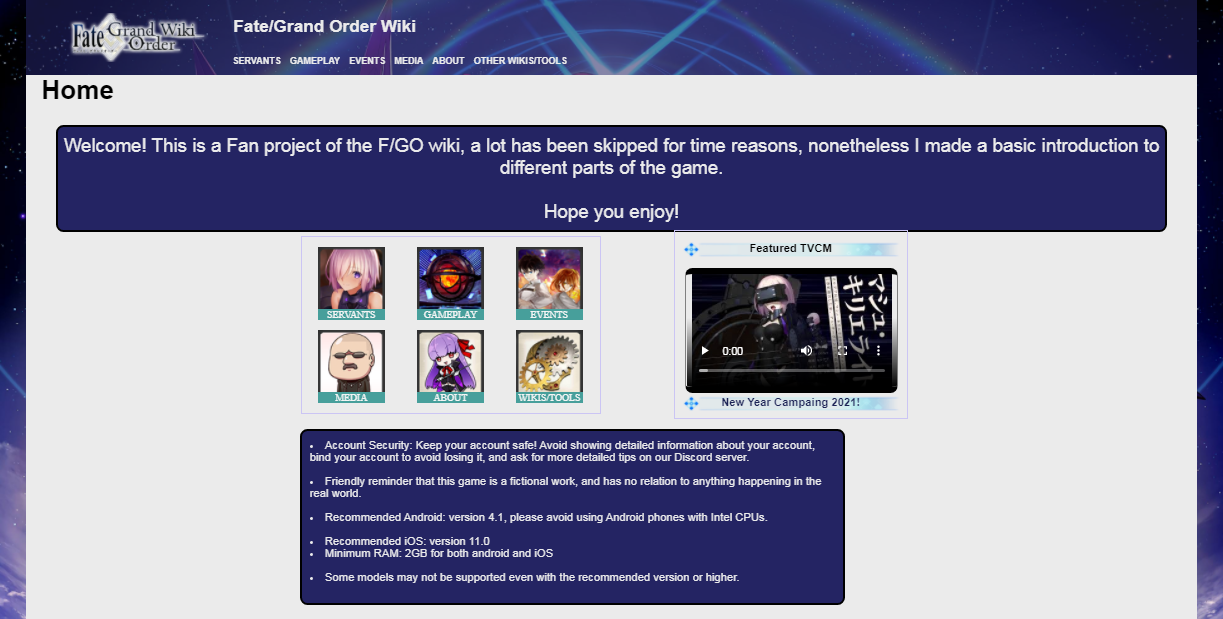 Fate Grand Wiki
Order
Fate/Grand Order Wiki
SERVANTS GAMEPLAY EVENTS MEDIA ABOUT OTHER WIKIS/TOOLS
Home
Welcome! This is a Fan project of the F/GO wiki, a lot has been skipped for time reasons, nonetheless I made a basic introduction to
different parts of the game.
Hope you enjoy!
SERVANTS GAMEPLAY EVENTS
MEDIA ABOUT WIKIS/TOOLS
Featured TVCM
マシュ・
キリエライト
0:00
New Year Campaing 2021!
• Account Security: Keep your account safe! Avoid showing detailed information about your account,
bind your account to avoid losing it, and ask for more detailed tips on our Discord server.
• Friendly reminder that this game is a fictional work, and has no relation to anything happening in the
real world.
• Recommended Android: version 4.1, please avoid using Android phones with Intel CPUs.
• Recommended iOS: version 11.0
• Minimum RAM: 2GB for both android and iOS
• Some models may not be supported even with the recommended version or higher.